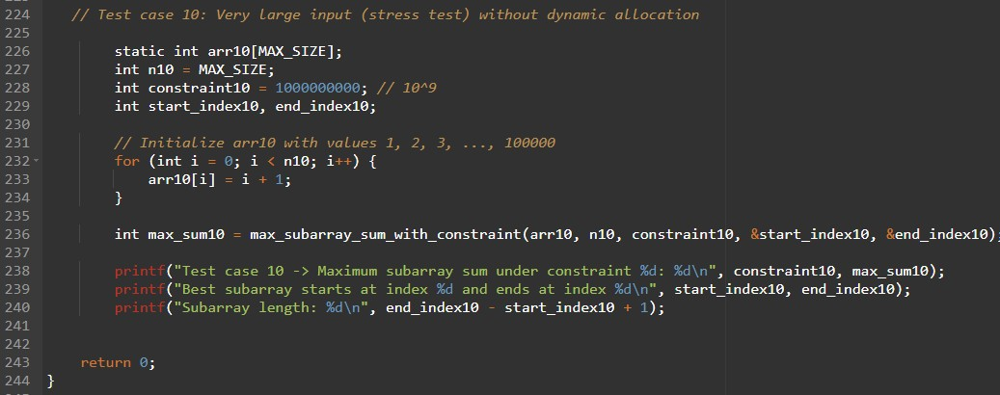 224 // Test case 10: Very large input (stress test) without dynamic allocation
225
226 static int arr10[MAX_SIZE];
227 int n10 = MAX_SIZE;
228 int constraint10 = 1000000000; // 10^9
229 int start_index10, end_index10;
230
231 // Initialize arr10 with values 1, 2, 3, ..., 100000
232 for (int i = 0; i < n10; i++) {
233 arr10[i] = i + 1;
234 }
235
236 int max_sum10 = max_subarray_sum_with_constraint(arr10, n10, constraint10, &start_index10, &end_index10);
237
238 printf("Test case 10 -> Maximum subarray sum under constraint %d: %d\n", constraint10, max_sum10);
239 printf("Best subarray starts at index %d and ends at index %d\n", start_index10, end_index10);
240 printf("Subarray length: %d\n", end_index10 - start_index10 + 1);
241
242
243 return 0;
244 }